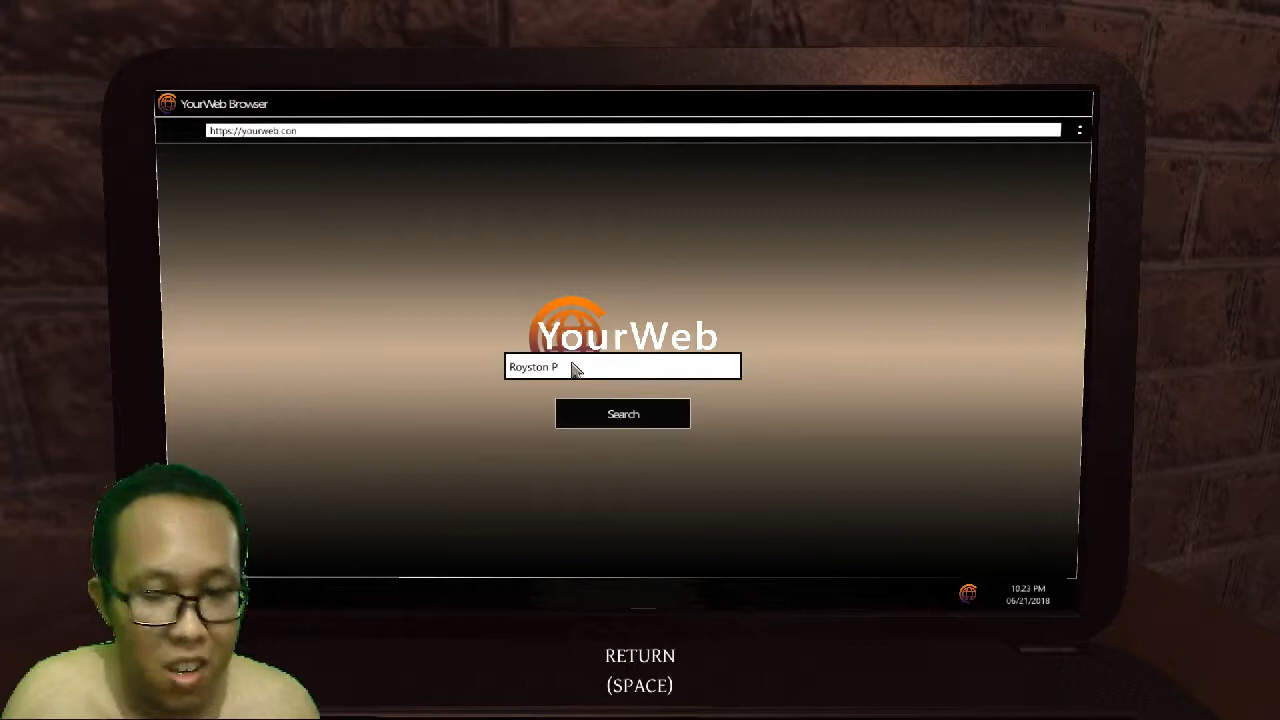 YourWeb Browser
https://yourweb.con
YourWeb
Royston P
Search
10.23 PM
06/21/2018
RETURN
(SPACE)